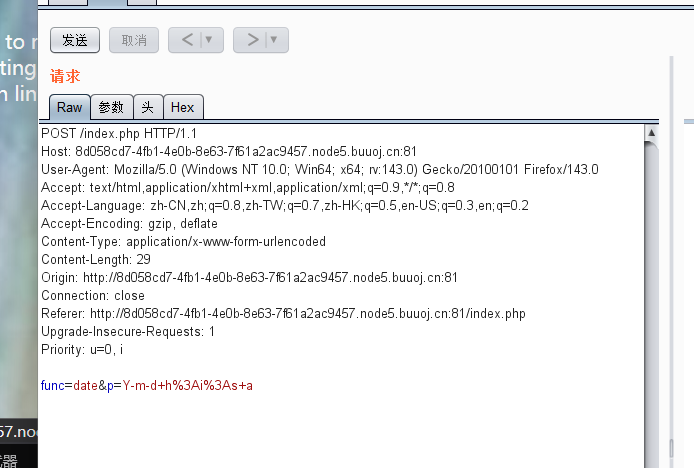 to r
ting
n lin
发送
取消
<
>
请求
Raw
参数
头
Hex
POST /index.php HTTP/1.1
Host: 8d058cd7-4fb1-4e0b-8e63-7f61a2ac9457.node5.buuoj.cn:81
User-Agent: Mozilla/5.0 (Windows NT 10.0; Win64; x64; rv:143.0) Gecko/20100101 Firefox/143.0
Accept: text/html,application/xhtml+xml,application/xml;q=0.9,*/*;q=0.8
Accept-Language: zh-CN,zh;q=0.8,zh-TW;q=0.7,zh-HK;q=0.5,en-US;q=0.3,en;q=0.2
Accept-Encoding: gzip, deflate
Content-Type: application/x-www-form-urlencoded
Content-Length: 29
Origin: http://8d058cd7-4fb1-4e0b-8e63-7f61a2ac9457.node5.buuoj.cn:81
Connection: close
Referer: http://8d058cd7-4fb1-4e0b-8e63-7f61a2ac9457.node5.buuoj.cn:81/index.php
Upgrade-Insecure-Requests: 1
Priority: u=0, i
func=date&p=Y-m-d+h%3Ai%3As+a
57.noc
器